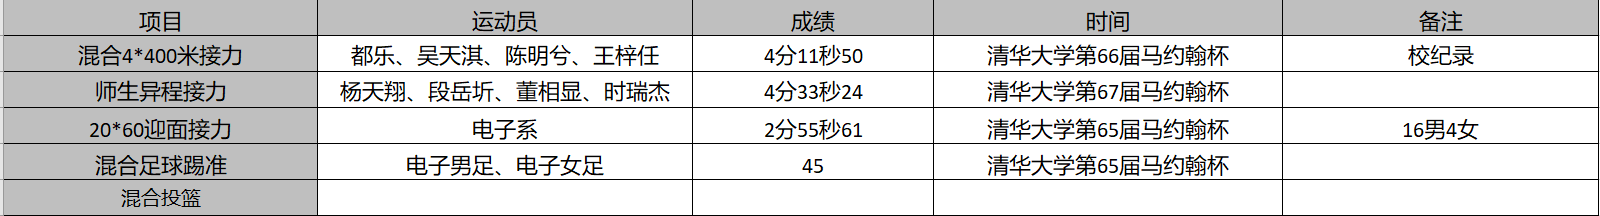 项目 运动员 成绩 时间 备注
混合4*400米接力 都乐、吴天淇、陈明兮、王梓任 4分11秒50 清华大学第66届马约翰杯 校纪录
师生异程接力 杨天翔、段岳圻、董相显、时瑞杰 4分33秒24 清华大学第67届马约翰杯
20*60迎面接力 电子系 2分55秒61 清华大学第65届马约翰杯 16男4女
混合足球踢准 电子男足、电子女足 45 清华大学第65届马约翰杯
混合投篮